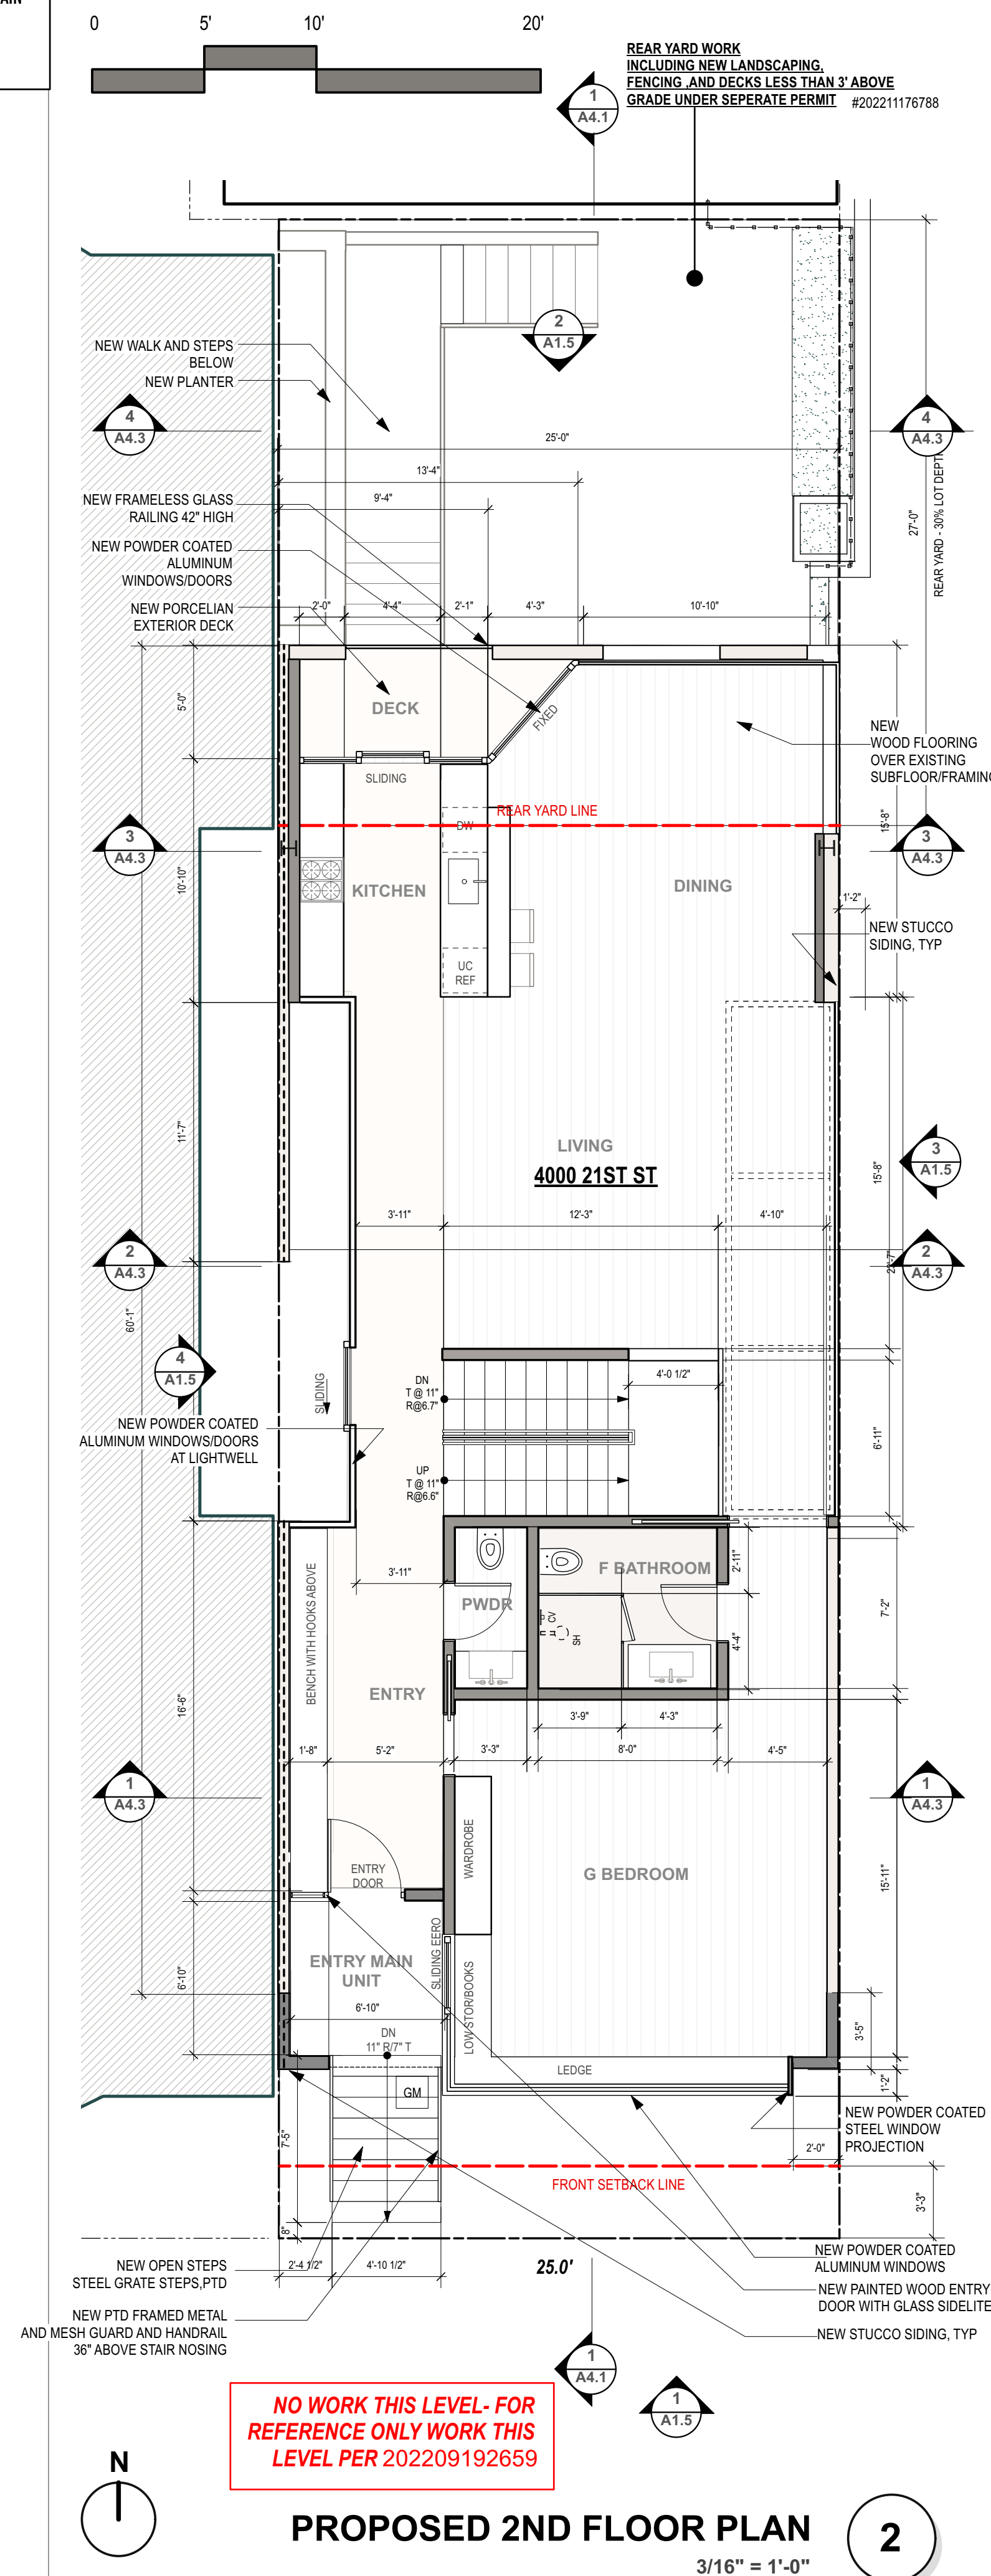 AIN
0 5' 10' 20'
REAR YARD WORK
INCLUDING NEW LANDSCAPING,
FENCING ,AND DECKS LESS THAN 3' ABOVE
GRADE UNDER SEPERATE PERMIT #202211176788
1
A4.1
2
A1.5
NEW WALK AND STEPS
BELOW
NEW PLANTER
4
A4.3
4
A4.3
25'-0"
13'-4"
9'-4"
27'-0"
REAR YARD - 30% LOT DEPTH
NEW FRAMELESS GLASS
RAILING 42" HIGH
NEW POWDER COATED
ALUMINUM
WINDOWS/DOORS
NEW PORCELIAN
EXTERIOR DECK
2'-0" 4'-4" 2'-1" 4'-3" 10'-10"
5'-0"
DECK
FIXED
SLIDING
NEW
WOOD FLOORING
OVER EXISTING
SUBFLOOR/FRAMING
REAR YARD LINE
15'-8"
3
A4.3
3
A4.3
DW
10'-10"
KITCHEN
DINING
1'-2"
NEW STUCCO
SIDING, TYP
UC
REF
11'-7"
LIVING
4000 21ST ST
3
A1.5
15'-8"
3'-11" 12'-3" 4'-10"
2
A4.3
2
A4.3
60'-1"
4
A1.5
SLIDING
DN
T @ 11"
R@6.7"
4'-0 1/2"
NEW POWDER COATED
ALUMINUM WINDOWS/DOORS
AT LIGHTWELL
6'-11"
UP
T @ 11"
R@6.6"
3'-11"
BENCH WITH HOOKS ABOVE
PWDR
F BATHROOM
2'-11"
CV
SH
4'-4"
7'-2"
ENTRY
16'-6"
3'-9" 4'-3"
1'-8" 5'-2" 3'-3" 8'-0" 4'-5"
1
A4.3
1
A4.3
WARDROBE
G BEDROOM
ENTRY
DOOR
15'-11"
ENTRY MAIN
UNIT
SLIDING EERO
6'-10"
6'-10"
LOW STOR/BOOKS
DN
11" R/7" T
3'-5"
LEDGE
GM
1'-2"
NEW POWDER COATED
STEEL WINDOW
PROJECTION
7'-5"
2'-0"
FRONT SETBACK LINE
3'-3"
8"
NEW OPEN STEPS
STEEL GRATE STEPS,PTD
2'-4 1/2" 4'-10 1/2"
25.0'
NEW POWDER COATED
ALUMINUM WINDOWS
NEW PAINTED WOOD ENTRY
DOOR WITH GLASS SIDELITE
NEW PTD FRAMED METAL
AND MESH GUARD AND HANDRAIL
36" ABOVE STAIR NOSING
NEW STUCCO SIDING, TYP
1
A4.1
1
A1.5
NO WORK THIS LEVEL- FOR
REFERENCE ONLY WORK THIS
LEVEL PER 202209192659
N
PROPOSED 2ND FLOOR PLAN
2
3/16" = 1'-0"